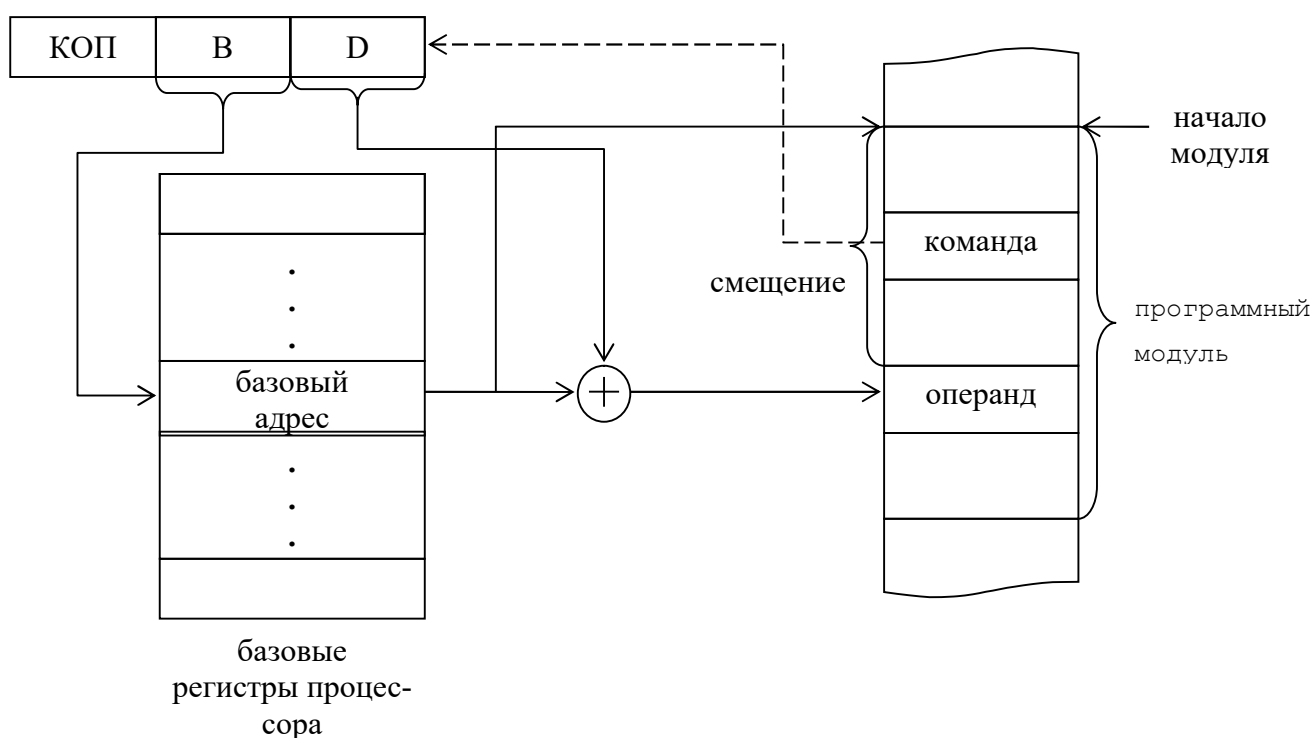 КОП B D
начало
модуля
команда
смещение
программный
модуль
базовый
адрес
+
операнд
базовые
регистры процес-
сора